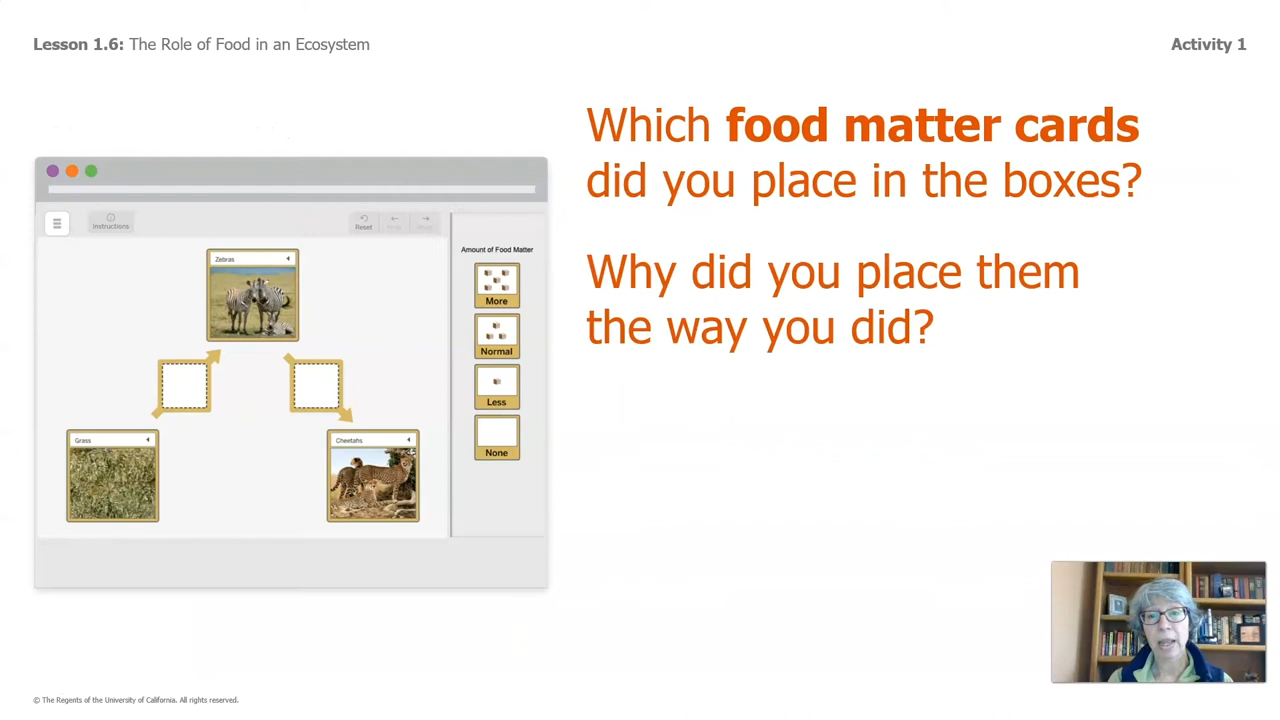 Lesson 1.6: The Role of Food in an Ecosystem
Activity 1
Which food matter cards
did you place in the boxes?
Why did you place them
the way you did?
Instructions
Reset
Amount of Food Matter
Zebras
More
Normal
Less
None
Grass
Cheetahs
© The Regents of the University of California. All rights reserved.